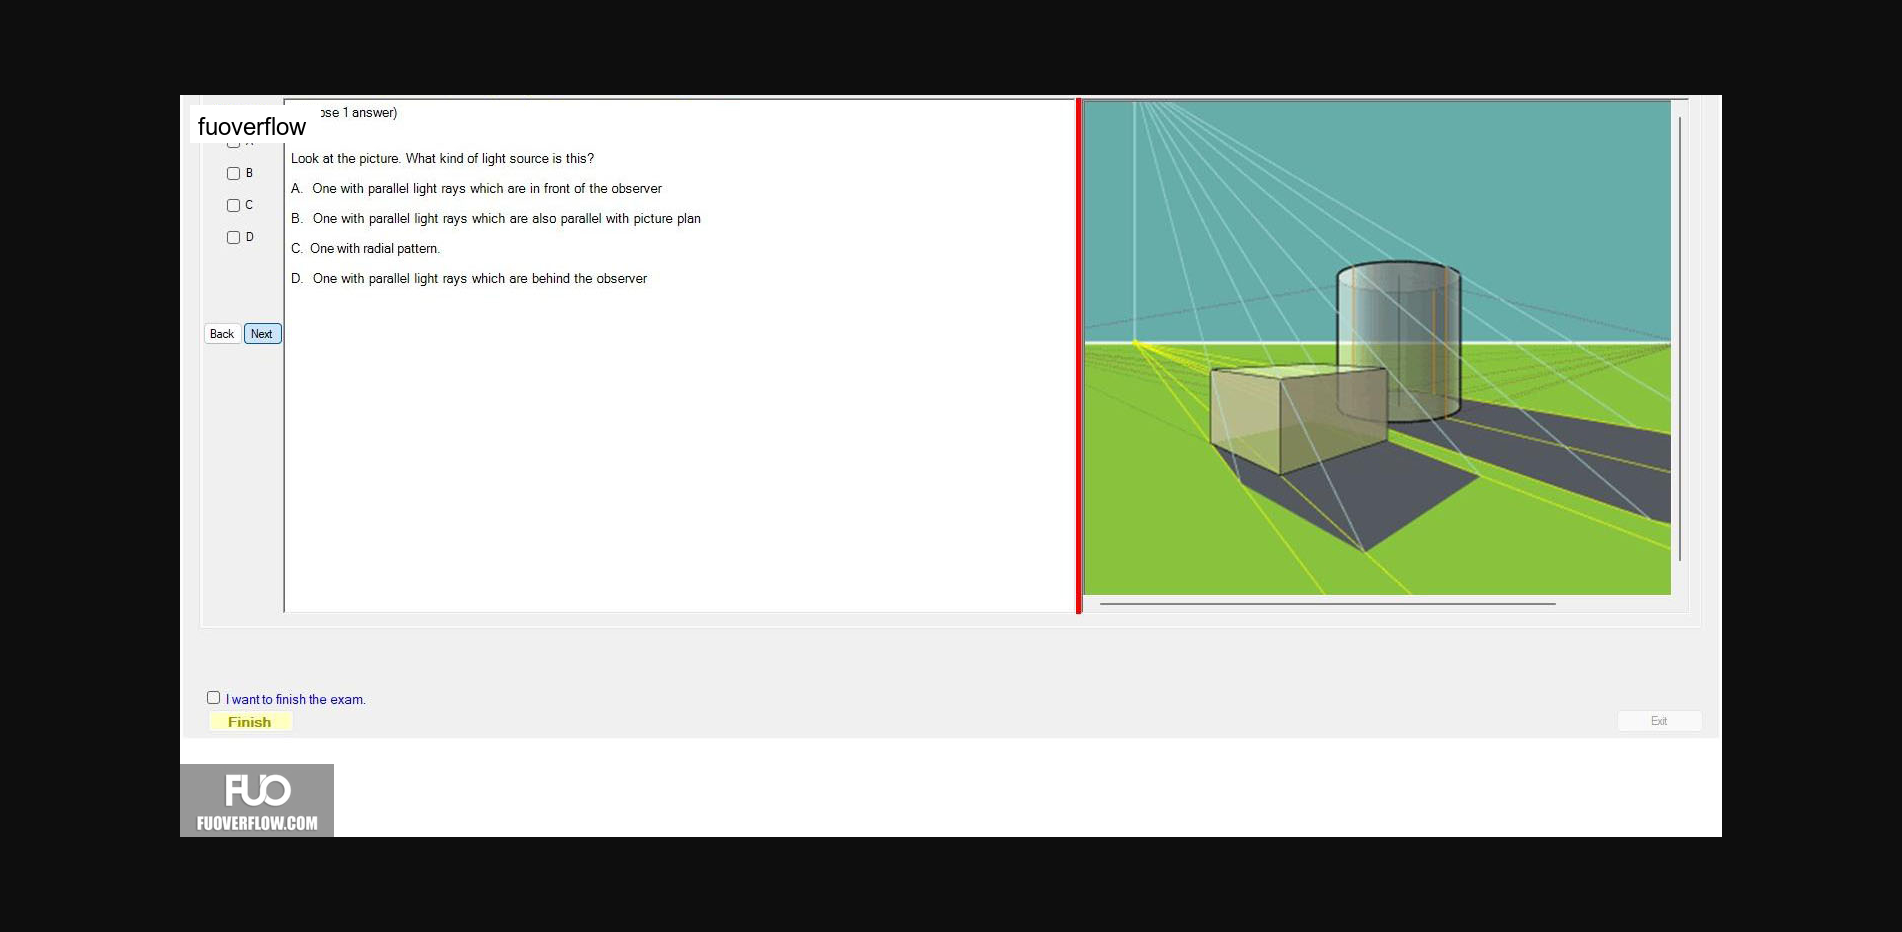 fuoverflow
ose 1 answer)
B
C
D
Back
Next
Look at the picture. What kind of light source is this?
A. One with parallel light rays which are in front of the observer
B. One with parallel light rays which are also parallel with picture plan
C. One with radial pattern.
D. One with parallel light rays which are behind the observer
I want to finish the exam.
Finish
Exit
FUO
FUOVERFLOW.COM